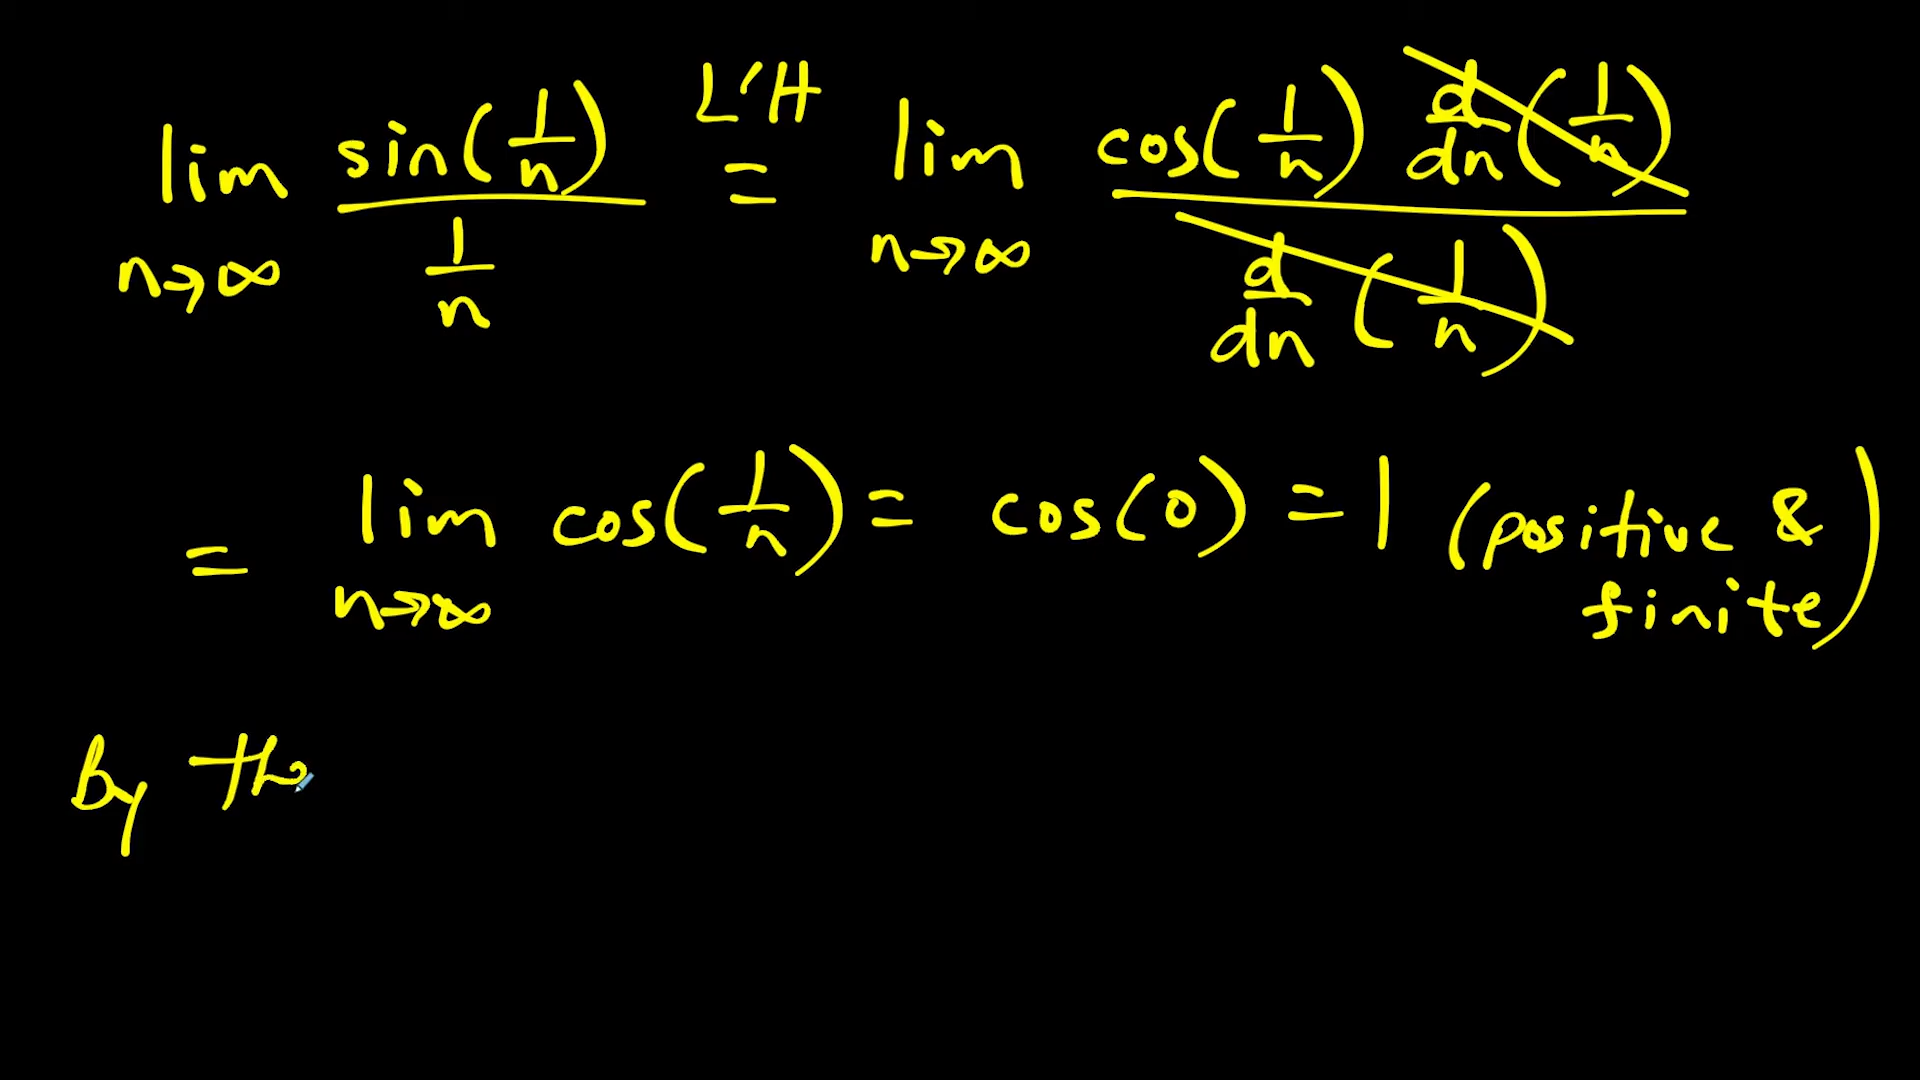 lim n→∞ sin(1/n) / (1/n) L'H = lim n→∞ cos(1/n) d/dn(1/n) / d/dn(1/n)
= lim n→∞ cos(1/n) = cos(0) = 1 (positive & finite)
By the